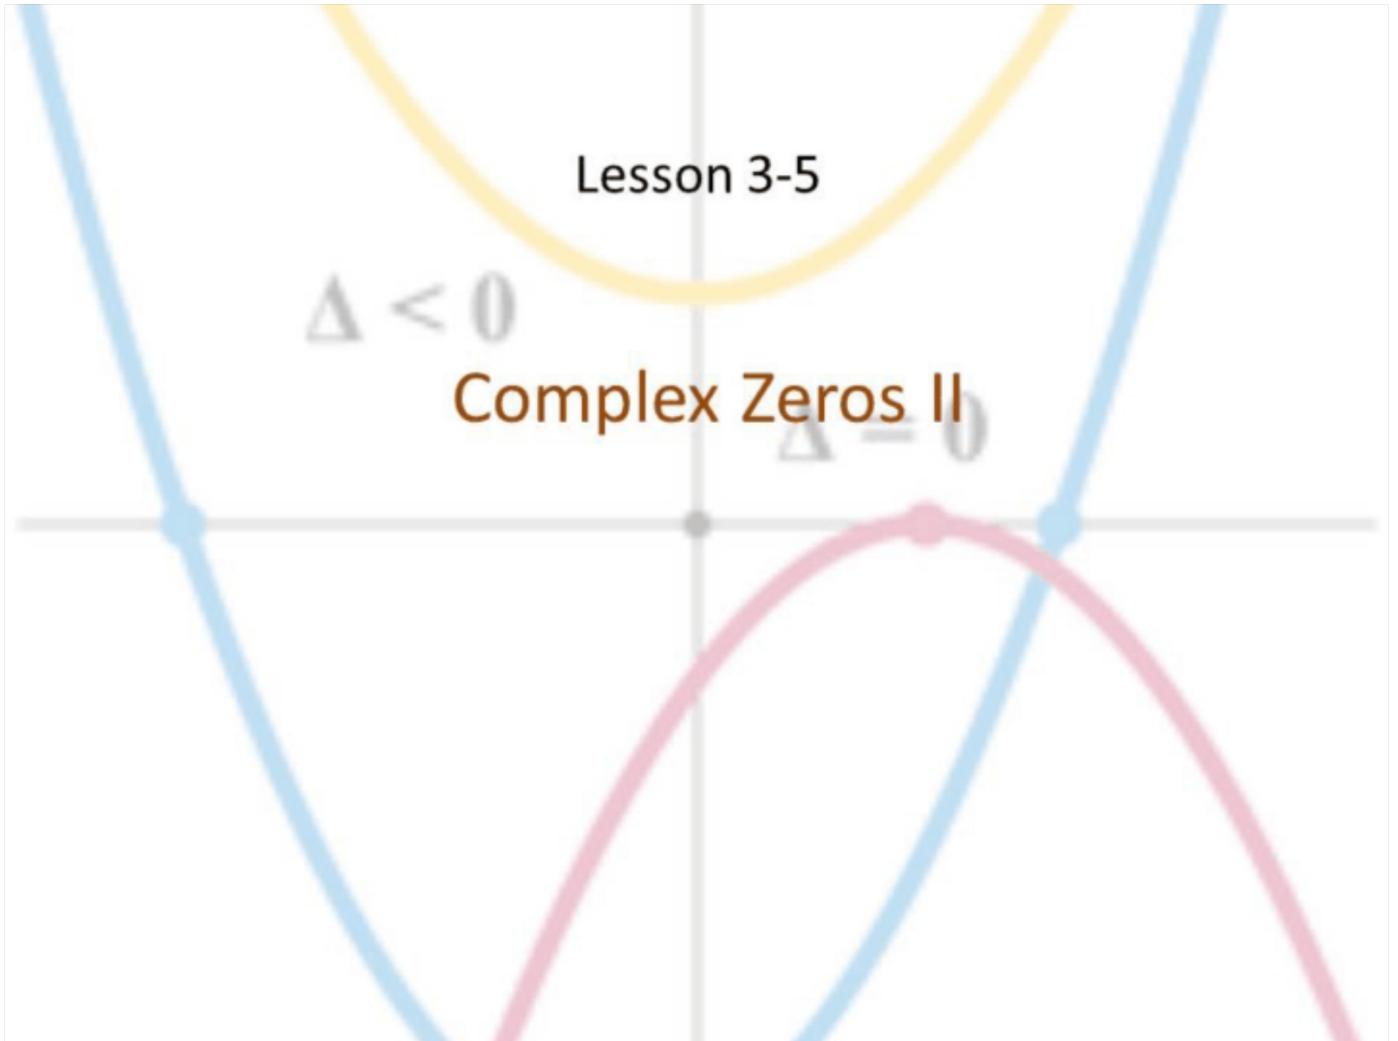 Lesson 3-5
Δ < 0
Complex Zeros II
Δ = 0